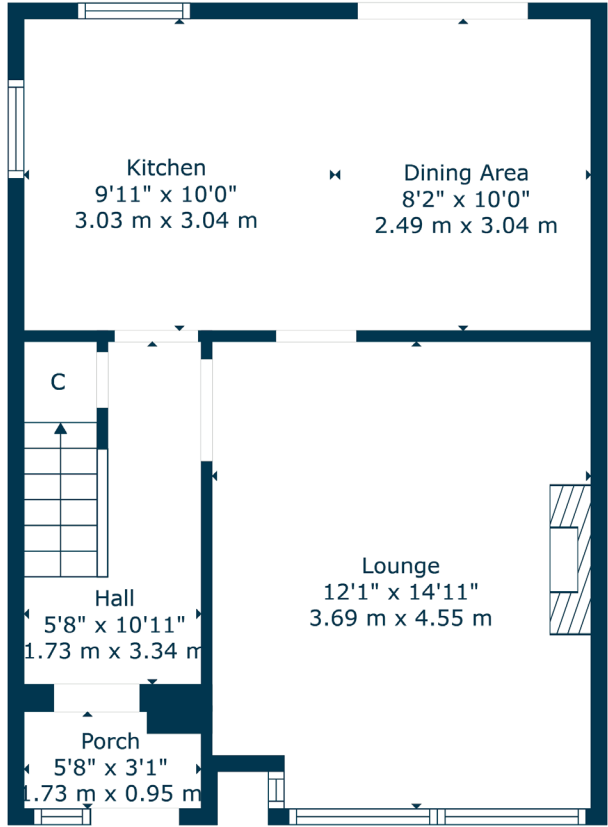 Kitchen
9'11" x 10'0"
3.03 m x 3.04 m
Dining Area
8'2" x 10'0"
2.49 m x 3.04 m
C
Lounge
12'1" x 14'11"
3.69 m x 4.55 m
Hall
5'8" x 10'11"
1.73 m x 3.34 m
Porch
5'8" x 3'1"
1.73 m x 0.95 m